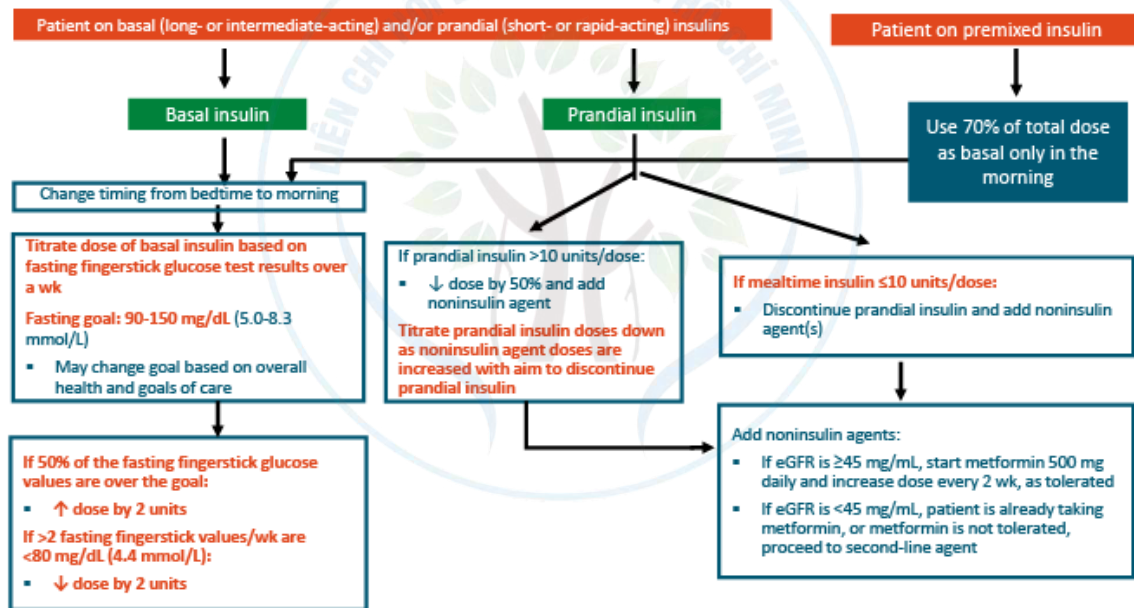 Patient on basal (long- or intermediate-acting) and/or prandial (short- or rapid-acting) insulins
Patient on premixed insulin
Basal insulin
Prandial insulin
Use 70% of total dose
as basal only in the
morning
Change timing from bedtime to morning
Titrate dose of basal insulin based on
fasting fingerstick glucose test results over
a wk
Fasting goal: 90-150 mg/dL (5.0-8.3
mmol/L)
▪ May change goal based on overall
health and goals of care
If 50% of the fasting fingerstick glucose
values are over the goal:
▪ ↑ dose by 2 units
If >2 fasting fingerstick values/wk are
<80 mg/dL (4.4 mmol/L):
▪ ↓ dose by 2 units
If prandial insulin >10 units/dose:
▪ ↓ dose by 50% and add
noninsulin agent
Titrate prandial insulin doses down
as noninsulin agent doses are
increased with aim to discontinue
prandial insulin
If mealtime insulin ≤10 units/dose:
▪ Discontinue prandial insulin and add noninsulin
agent(s)
Add noninsulin agents:
▪ If eGFR is ≥45 mg/mL, start metformin 500 mg
daily and increase dose every 2 wk, as tolerated
▪ If eGFR is <45 mg/mL, patient is already taking
metformin, or metformin is not tolerated,
proceed to second-line agent
LIÊN CHI
CHÍ MINH